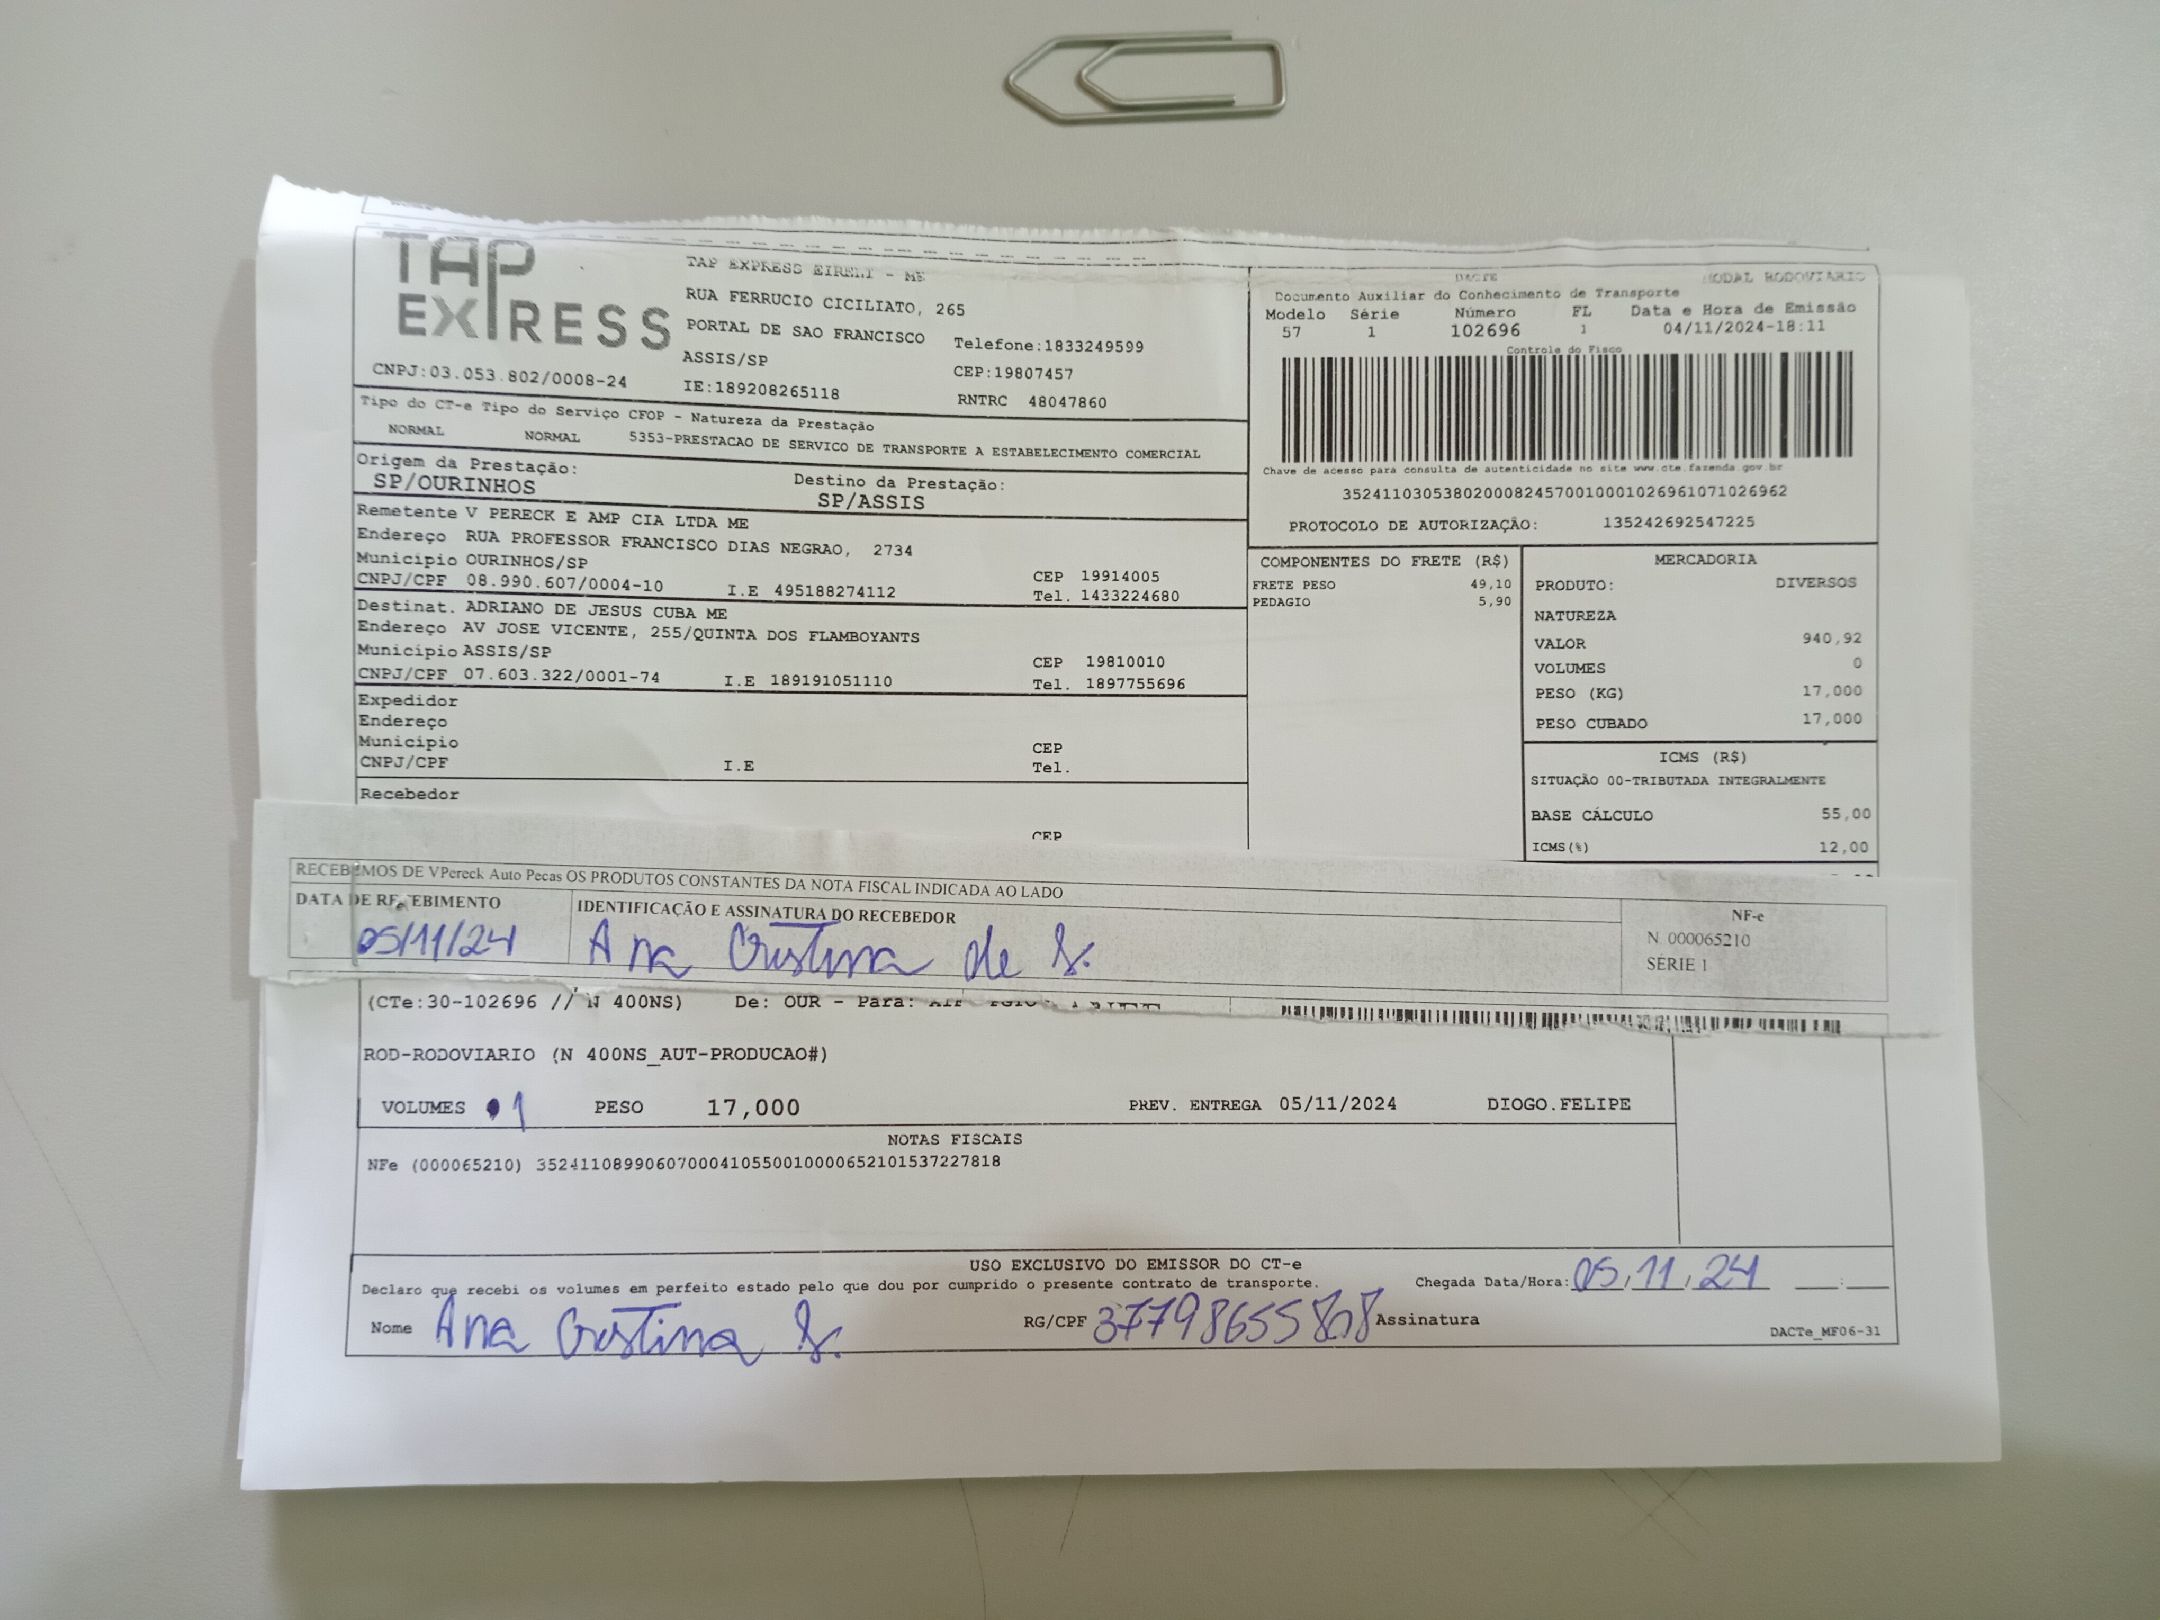 TAP
EXPRESS
CNPJ:03.053.802/0008-24
TAP EXPRESS EIRELI - ME
RUA FERRUCIO CICILIATO, 265
PORTAL DE SAO FRANCISCO
ASSIS/SP
IE:189208265118
Telefone:1833249599
CEP:19807457
RNTRC 48047860
DACTE MODAL RODOVIARIO
Documento Auxiliar do Conhecimento de Transporte
Modelo Série Número FL Data e Hora de Emissão
57 1 102696 1 04/11/2024-18:11
Controle do Fisco
Chave de acesso para consulta de autenticidade no site www.cte.fazenda.gov.br
35241103053802000824570010001026961071026962
PROTOCOLO DE AUTORIZAÇÃO: 135242692547225
Tipo do CT-e Tipo do Serviço CFOP - Natureza da Prestação
NORMAL NORMAL 5353-PRESTACAO DE SERVICO DE TRANSPORTE A ESTABELECIMENTO COMERCIAL
Origem da Prestação: Destino da Prestação:
SP/OURINHOS SP/ASSIS
Remetente V PERECK E AMP CIA LTDA ME
Endereço RUA PROFESSOR FRANCISCO DIAS NEGRAO, 2734
Município OURINHOS/SP CEP 19914005
CNPJ/CPF 08.990.607/0004-10 I.E 495188274112 Tel. 1433224680
Destinat. ADRIANO DE JESUS CUBA ME
Endereço AV JOSE VICENTE, 255/QUINTA DOS FLAMBOYANTS
Município ASSIS/SP CEP 19810010
CNPJ/CPF 07.603.322/0001-74 I.E 189191051110 Tel. 1897755696
Expedidor
Endereço
Município CEP
CNPJ/CPF I.E Tel.
Recebedor
CEP
COMPONENTES DO FRETE (R$)
FRETE PESO 49,10
PEDAGIO 5,90
MERCADORIA
PRODUTO: DIVERSOS
NATUREZA
VALOR 940,92
VOLUMES 0
PESO (KG) 17,000
PESO CUBADO 17,000
ICMS (R$)
SITUAÇÃO 00-TRIBUTADA INTEGRALMENTE
BASE CÁLCULO 55,00
ICMS(%) 12,00
RECEBEMOS DE VPereck Auto Pecas OS PRODUTOS CONSTANTES DA NOTA FISCAL INDICADA AO LADO
DATA DE RECEBIMENTO IDENTIFICAÇÃO E ASSINATURA DO RECEBEDOR
05/11/24 Ana Cristina de S.
NF-e
N 000065210
SERIE 1
(CTe:30-102696 // N 400NS) De: OUR - Para:
ROD-RODOVIARIO (N 400NS_AUT-PRODUCAO#)
VOLUMES 1 PESO 17,000 PREV. ENTREGA 05/11/2024 DIOGO.FELIPE
NOTAS FISCAIS
NFe (000065210) 35241108990607000410550010000652101537227818
USO EXCLUSIVO DO EMISSOR DO CT-e
Declaro que recebi os volumes em perfeito estado pelo que dou por cumprido o presente contrato de transporte. Chegada Data/Hora: 05/11/24 __:__
Nome Ana Cristina S. RG/CPF 37798655808 Assinatura
DACTe_MF06-31